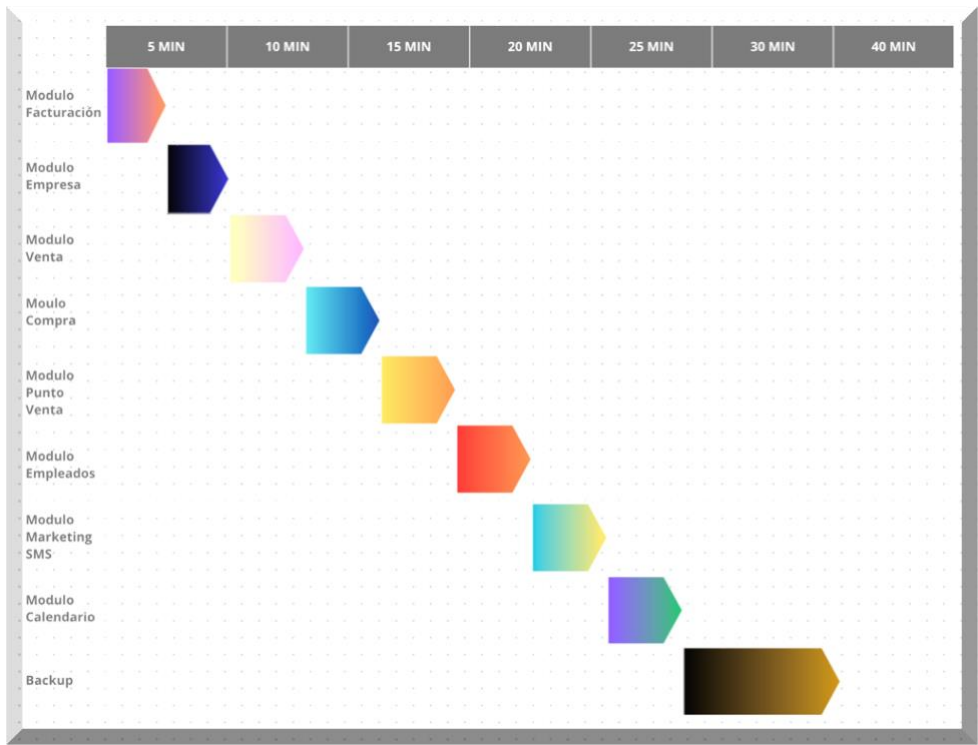 5 MIN
10 MIN
15 MIN
20 MIN
25 MIN
30 MIN
40 MIN
Modulo
Facturación
Modulo
Empresa
Modulo
Venta
Moulo
Compra
Modulo
Punto
Venta
Modulo
Empleados
Modulo
Marketing
SMS
Modulo
Calendario
Backup